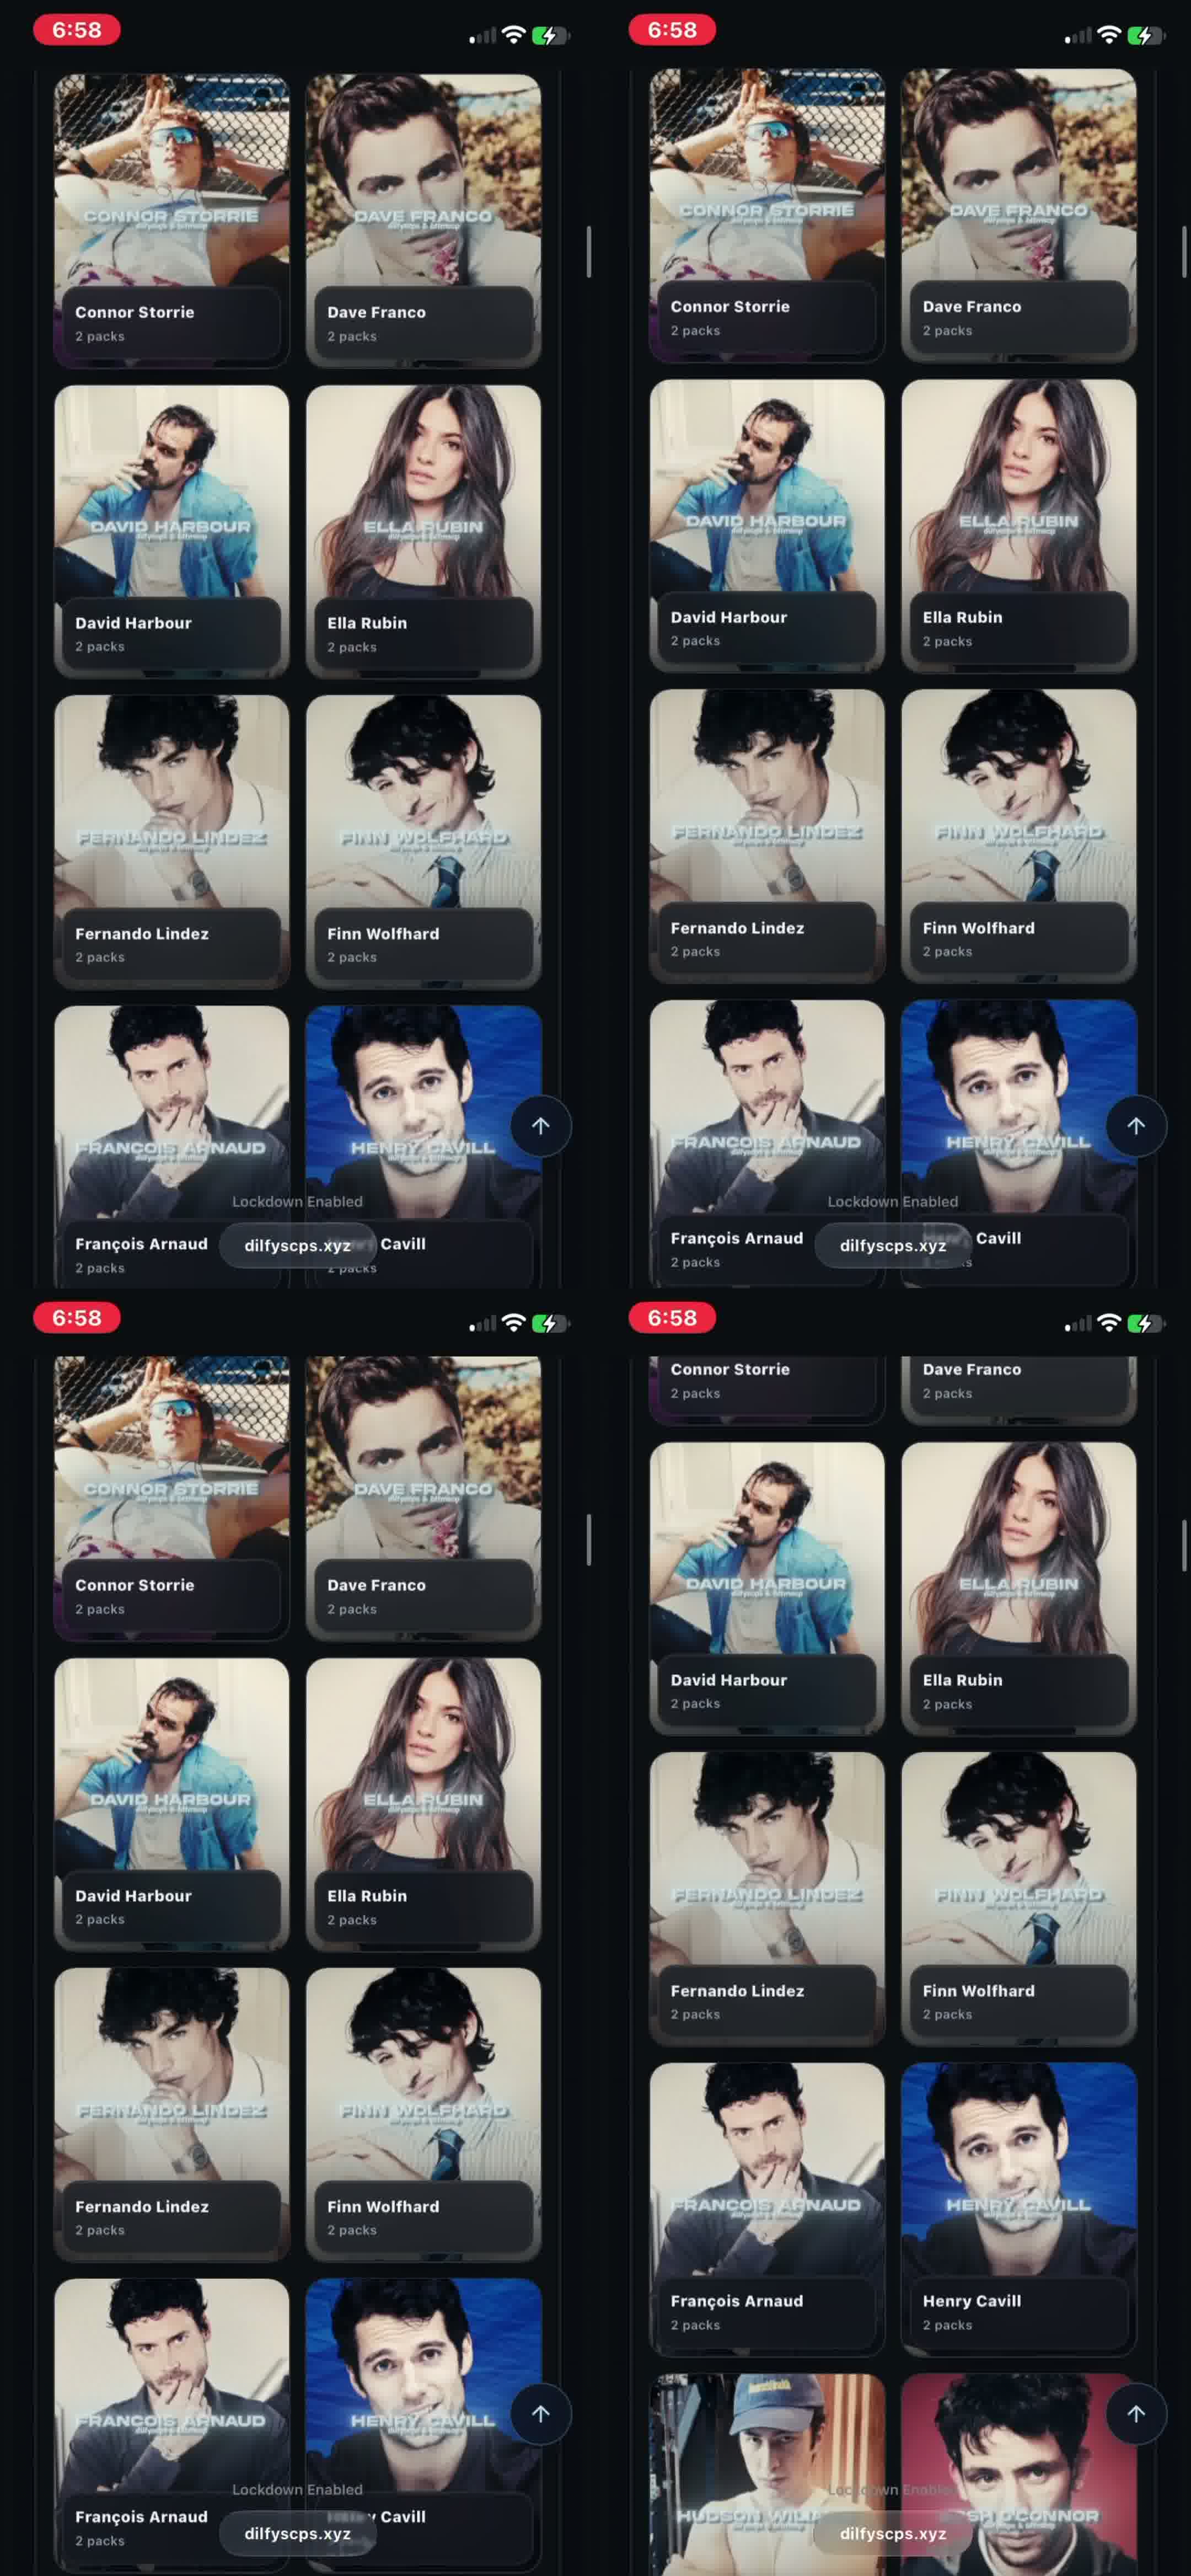 6:58
CONNOR STORRIE
dilfyscps &
DAVE FRANCO
dilfyscps &
Connor Storrie
2 packs
Dave Franco
2 packs
DAVID HARBOUR
dilfyscps &
ELLA RUBIN
dilfyscps &
David Harbour
2 packs
Ella Rubin
2 packs
FERNANDO LINDEZ
FINN WOLFHARD
Fernando Lindez
2 packs
Finn Wolfhard
2 packs
FRANCOIS ARNAUD
HENRY CAVILL
Lockdown Enabled
François Arnaud
2 packs
Cavill
2 packs
dilfyscps.xyz
6:58
CONNOR STORRIE
DAVE FRANCO
Connor Storrie
2 packs
Dave Franco
2 packs
DAVID HARBOUR
ELLA RUBIN
David Harbour
2 packs
Ella Rubin
2 packs
FERNANDO LINDEZ
FINN WOLFHARD
Fernando Lindez
2 packs
Finn Wolfhard
2 packs
FRANCOIS ARNAUD
HENRY CAVILL
Lockdown Enabled
François Arnaud
2 packs
Cavill
dilfyscps.xyz
6:58
CONNOR STORRIE
DAVE FRANCO
Connor Storrie
2 packs
Dave Franco
2 packs
DAVID HARBOUR
ELLA RUBIN
David Harbour
2 packs
Ella Rubin
2 packs
FERNANDO LINDEZ
FINN WOLFHARD
Fernando Lindez
2 packs
Finn Wolfhard
2 packs
FRANCOIS ARNAUD
HENRY CAVILL
Lockdown Enabled
François Arnaud
2 packs
Cavill
dilfyscps.xyz
6:58
Connor Storrie
2 packs
Dave Franco
2 packs
DAVID HARBOUR
ELLA RUBIN
David Harbour
2 packs
Ella Rubin
2 packs
FERNANDO LINDEZ
FINN WOLFHARD
Fernando Lindez
2 packs
Finn Wolfhard
2 packs
FRANCOIS ARNAUD
HENRY CAVILL
François Arnaud
2 packs
Henry Cavill
2 packs
Lockdown Enabled
HUDSON
O'CONNOR
dilfyscps.xyz